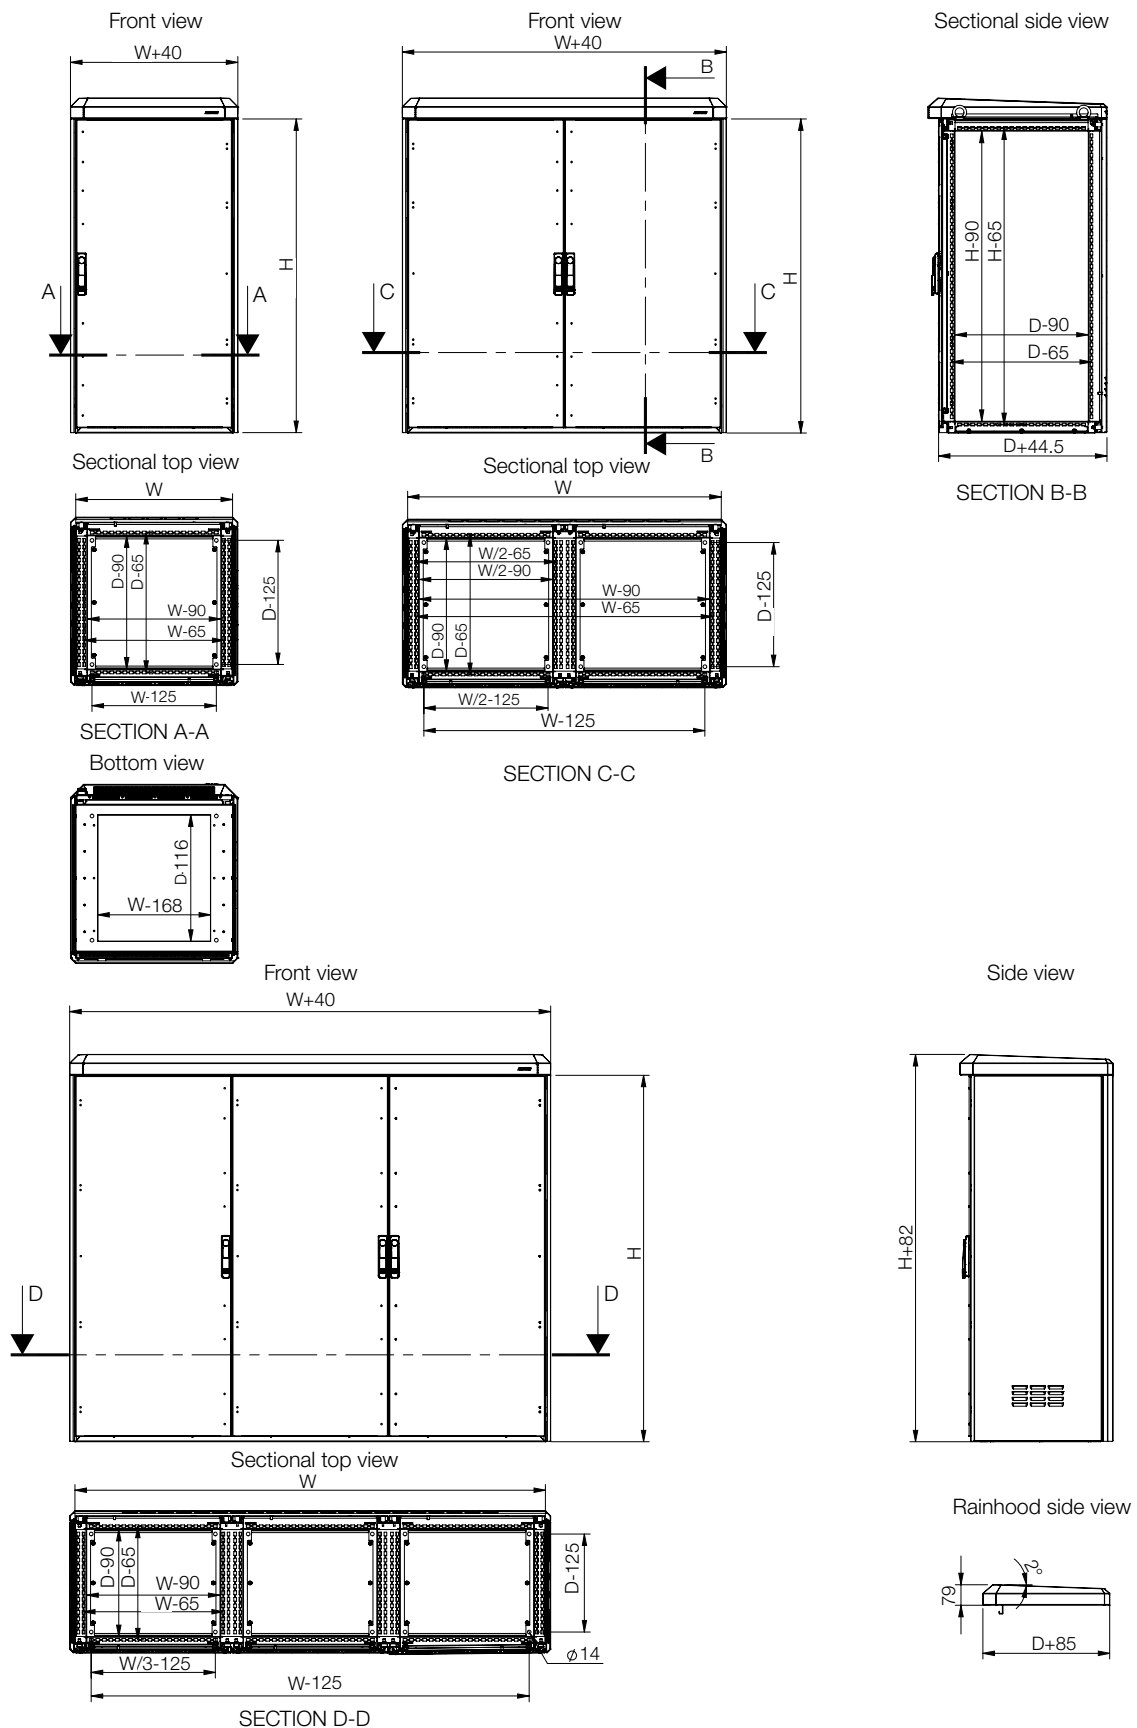 Front view
W+40
A
A
H
Front view
W+40
B
C
C
H
B
Sectional side view
H-90
H-65
D-90
D-65
D+44.5
SECTION B-B
Sectional top view
W
D-90
D-65
W-90
W-65
D-125
W-125
SECTION A-A
Sectional top view
W
W/2-65
W/2-90
W-90
W-65
D-90
D-65
D-125
W/2-125
W-125
SECTION C-C
Bottom view
D-116
W-168
Front view
W+40
D
D
H
Side view
H+82
Sectional top view
W
D-90
D-65
W-90
W-65
D-125
W/3-125
ϕ14
W-125
SECTION D-D
Rainhood side view
2°
79
D+85